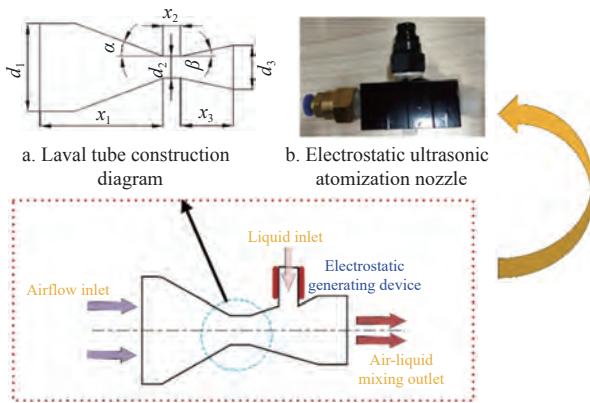 x2
α
d1
d2
β
d3
x1
x3
a. Laval tube construction
diagram
b. Electrostatic ultrasonic
atomization nozzle
Liquid inlet
Electrostatic
generating device
Airflow inlet
Air-liquid
mixing outlet